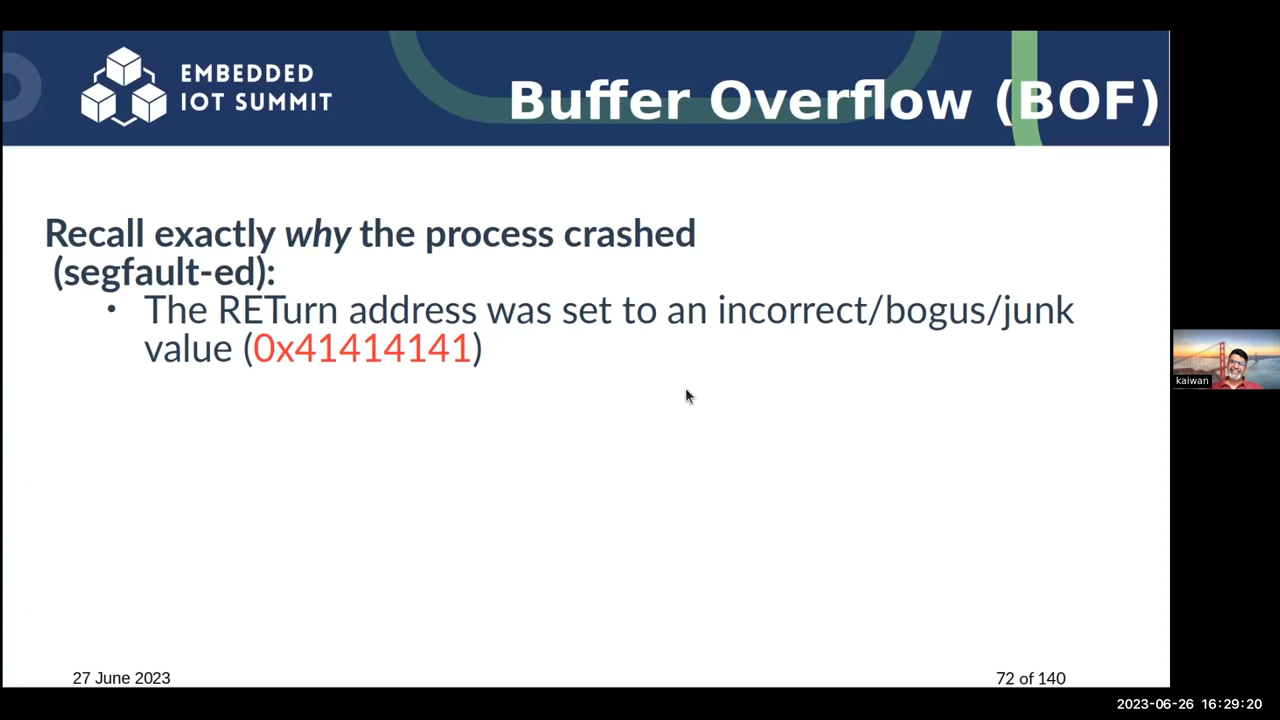 EMBEDDED
IOT SUMMIT
Buffer Overflow (BOF)
Recall exactly why the process crashed
(segfault-ed):
• The RETurn address was set to an incorrect/bogus/junk
value (0x41414141)
kaiwan
27 June 2023
72 of 140
2023-06-26 16:29:20